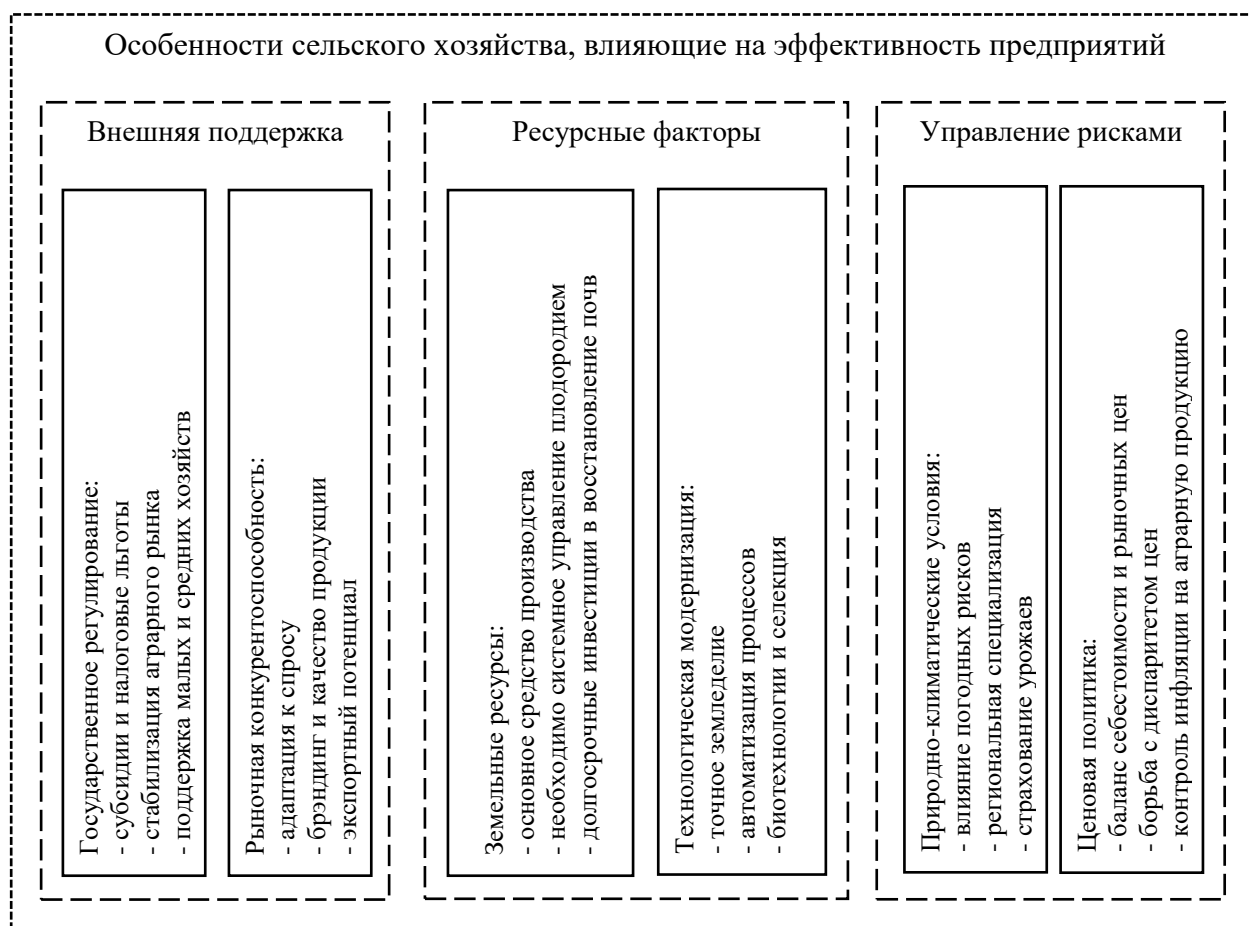 Особенности сельского хозяйства, влияющие на эффективность предприятий
Внешняя поддержка
Государственное регулирование:
- субсидии и налоговые льготы
- стабилизация аграрного рынка
- поддержка малых и средних хозяйств
Рыночная конкурентоспособность:
- адаптация к спросу
- брэндинг и качество продукции
- экспортный потенциал
Ресурсные факторы
Земельные ресурсы:
- основное средство производства
- необходимо системное управление плодородием
- долгосрочные инвестиции в восстановление почв
Технологическая модернизация:
- точное земледелие
- автоматизация процессов
- биотехнологии и селекция
Управление рисками
Природно-климатические условия:
- влияние погодных рисков
- региональная специализация
- страхование урожаев
Ценовая политика:
- баланс себестоимости и рыночных цен
- борьба с диспаритетом цен
- контроль инфляции на аграрную продукцию